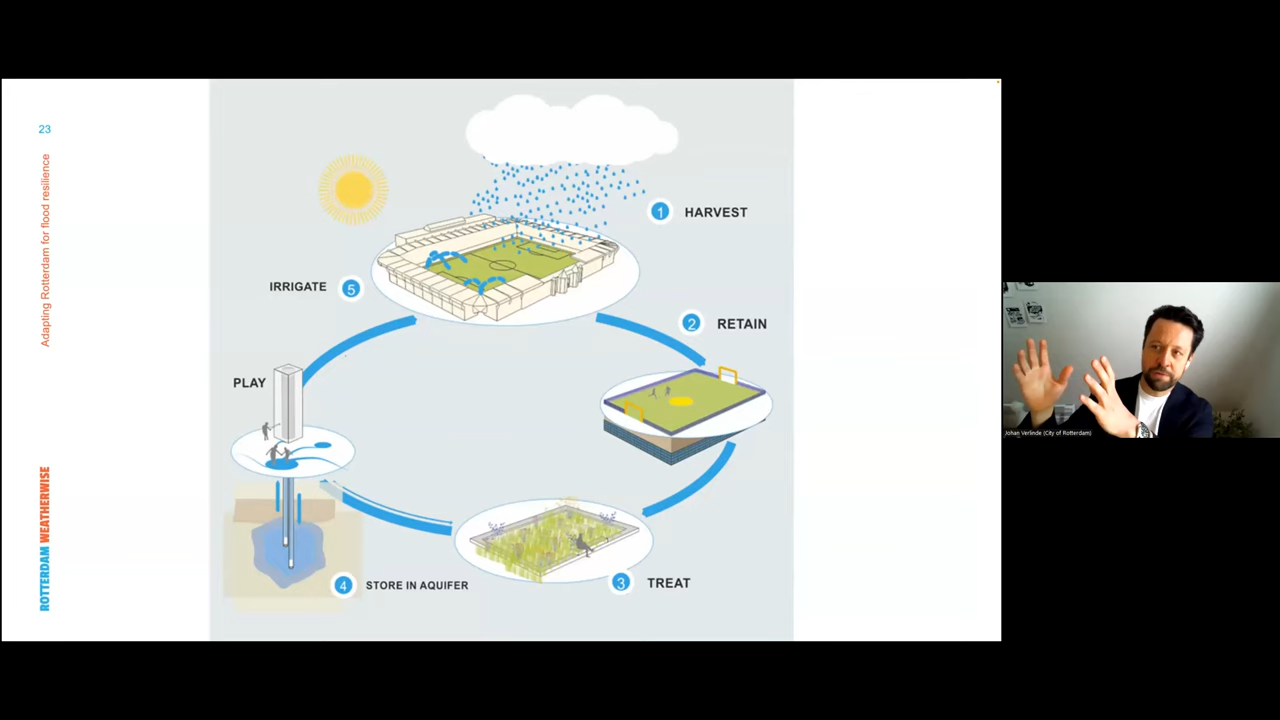 23
Adapting Rotterdam for flood resilience
ROTTERDAM WEATHERWISE
1 HARVEST
IRRIGATE 5
2 RETAIN
PLAY
3 TREAT
4 STORE IN AQUIFER
Johan Verlinde (City of Rotterdam)